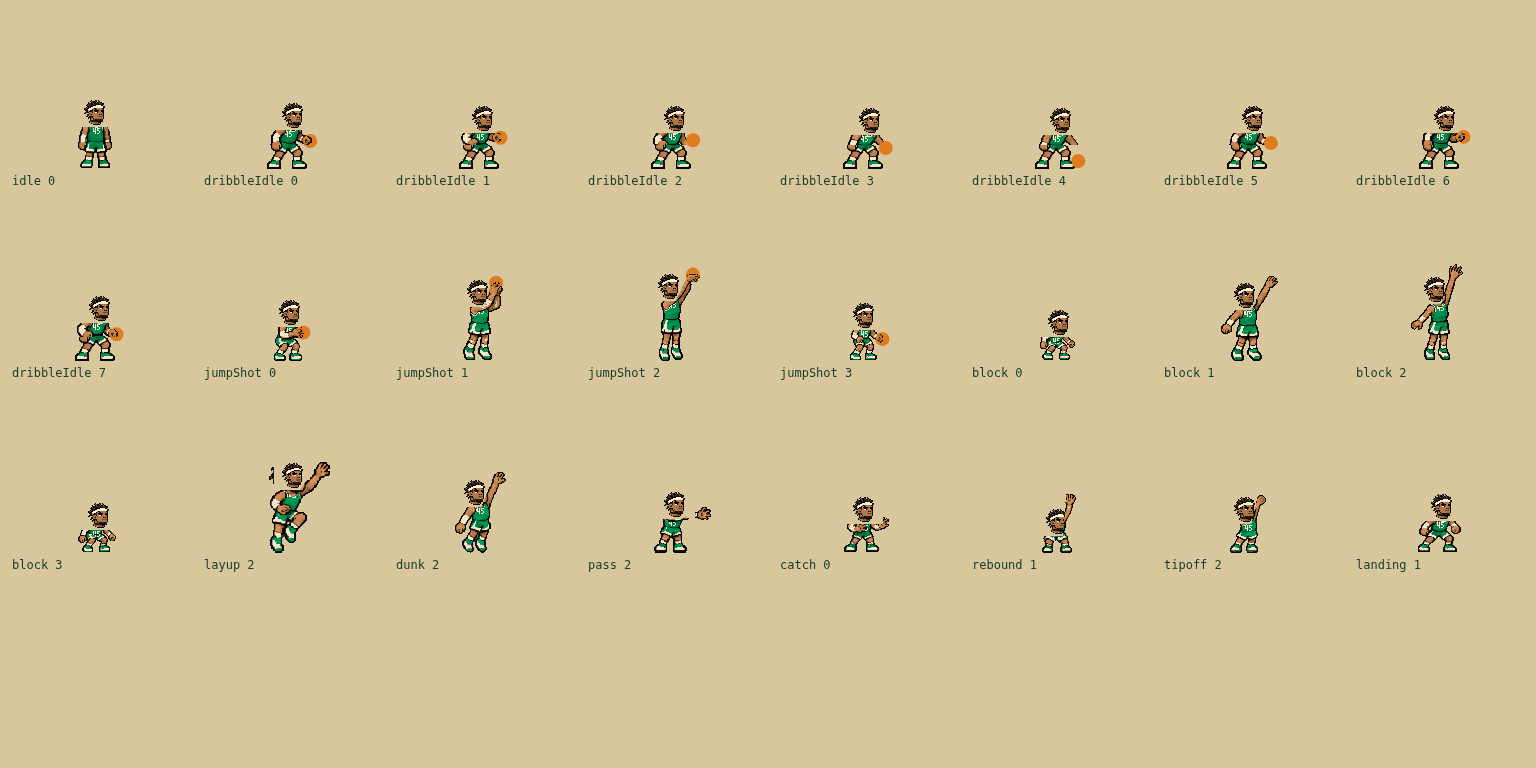 idle 0 dribbleIdle 0 dribbleIdle 1 dribbleIdle 2 dribbleIdle 3 dribbleIdle 4 dribbleIdle 5 dribbleIdle 6
dribbleIdle 7 jumpShot 0 jumpShot 1 jumpShot 2 jumpShot 3 block 0 block 1 block 2
block 3 layup 2 dunk 2 pass 2 catch 0 rebound 1 tipoff 2 landing 1